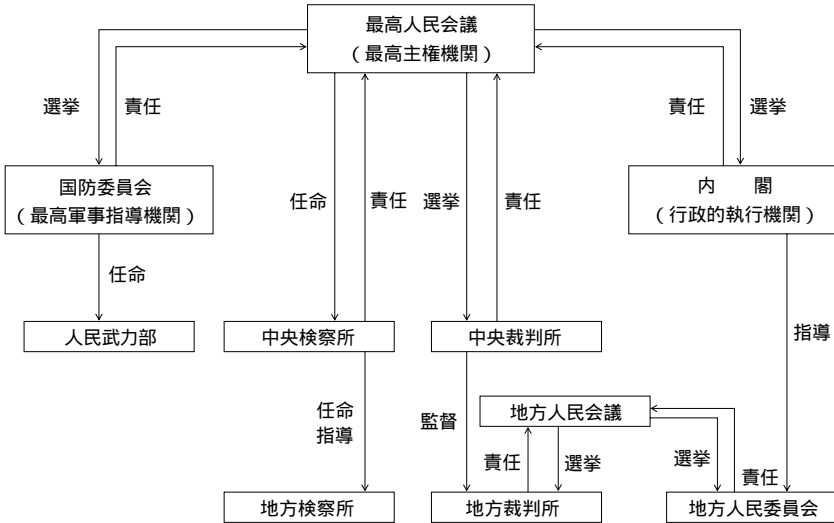 最高人民会議
（最高主権機関）
選挙
責任
責任
選挙
国防委員会
（最高軍事指導機関）
内　　閣
（行政的執行機関）
任命
責任
選挙
責任
任命
人民武力部
中央検察所
中央裁判所
指導
任命
指導
監督
地方人民会議
責任
選挙
選挙
責任
地方検察所
地方裁判所
地方人民委員会